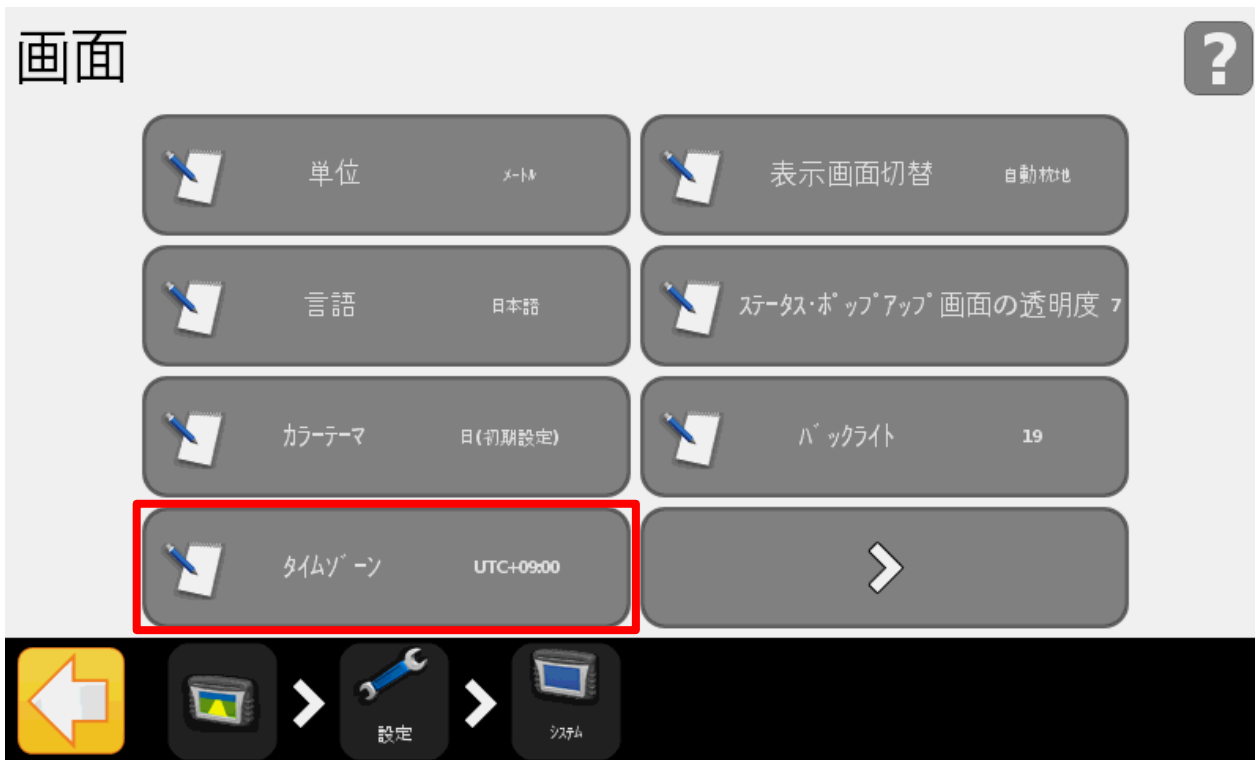 画面
?
単位 メートル
表示画面切替 自動枕地
言語 日本語
ステータス・ポップアップ画面の透明度 7
カラーテーマ 日(初期設定)
バックライト 19
タイムゾーン UTC+09:00
設定
システム